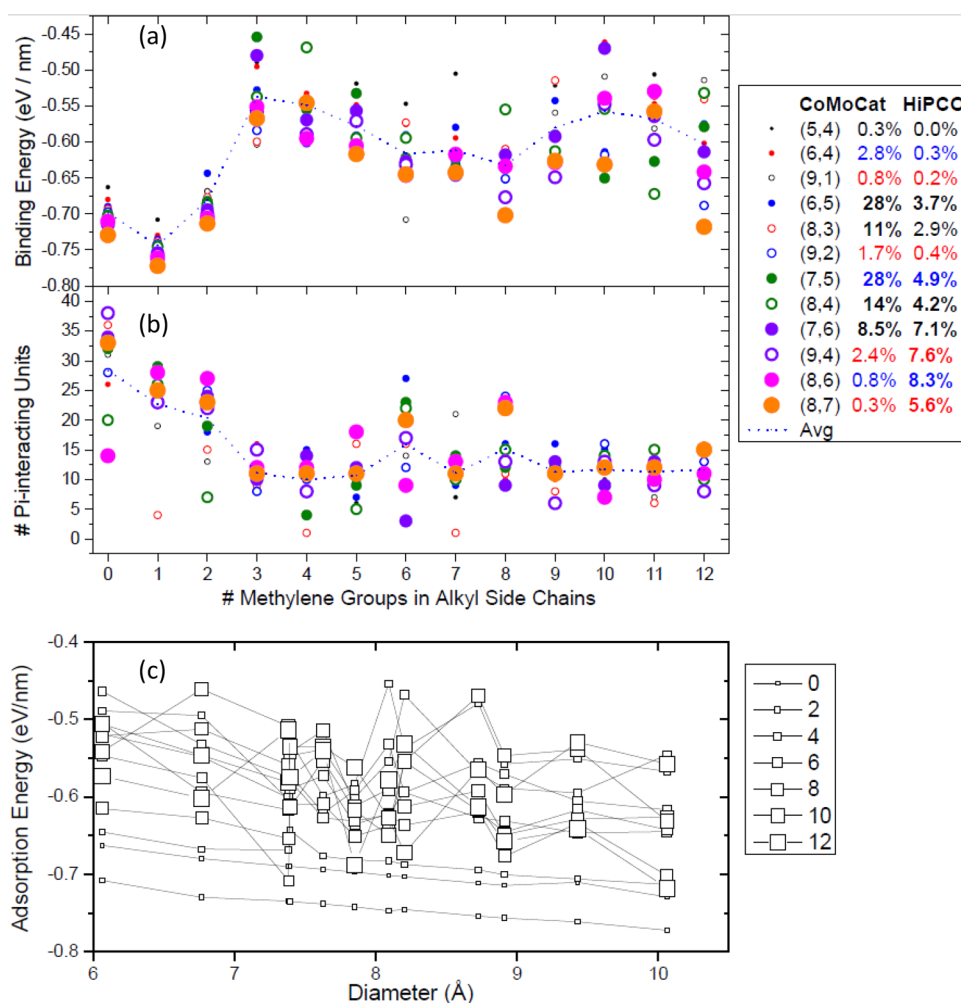 (a)
Binding Energy (eV / nm)
-0.45
-0.50
-0.55
-0.60
-0.65
-0.70
-0.75
-0.80
(b)
# Pi-interacting Units
40
35
30
25
20
15
10
5
0
0 1 2 3 4 5 6 7 8 9 10 11 12
# Methylene Groups in Alkyl Side Chains
CoMoCat HiPCO
(5,4) 0.3% 0.0%
(6,4) 2.8% 0.3%
(9,1) 0.8% 0.2%
(6,5) 28% 3.7%
(8,3) 11% 2.9%
(9,2) 1.7% 0.4%
(7,5) 28% 4.9%
(8,4) 14% 4.2%
(7,6) 8.5% 7.1%
(9,4) 2.4% 7.6%
(8,6) 0.8% 8.3%
(8,7) 0.3% 5.6%
Avg
(c)
Adsorption Energy (eV/nm)
-0.4
-0.5
-0.6
-0.7
-0.8
6 7 8 9 10
Diameter (Å)
0
2
4
6
8
10
12